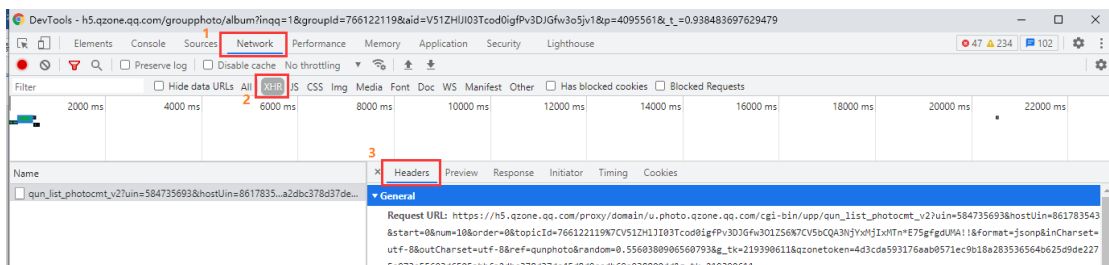 DevTools - h5.qzone.qq.com/groupphoto/album?inqq=1&groupId=766122119&aid=V51ZHlJI03Tcod0igfPv3DJGfw3o5jv1&p=4095561&_t_=0.938483697629479
1
Elements Console Sources Network Performance Memory Application Security Lighthouse 47 234 102
Preserve log Disable cache No throttling
Filter Hide data URLs All XHR JS CSS Img Media Font Doc WS Manifest Other Has blocked cookies Blocked Requests
2
2000 ms 4000 ms 6000 ms 8000 ms 10000 ms 12000 ms 14000 ms 16000 ms 18000 ms 20000 ms 22000 ms
3
Name × Headers Preview Response Initiator Timing Cookies
qun_list_photocmt_v2?uin=584735693&hostUin=8617835...a2dbc378d37de...
General
Request URL: https://h5.qzone.qq.com/proxy/domain/u.photo.qzone.qq.com/cgi-bin/upp/qun_list_photocmt_v2?uin=584735693&hostUin=861783543
&start=0&num=10&order=0&topicId=766122119%7CV51ZHlJI03Tcod0igfPv3DJGfw3O1ZS6%7CV5bCQA3NjYxMjIxMTn*E75gfgdUMA!!&format=jsonp&inCharset=
utf-8&outCharset=utf-8&ref=qunphoto&random=0.5560380906560793&g_tk=219390611&qzonetoken=4d3cda593176aab0571ec9b18a283536564b625d9de227